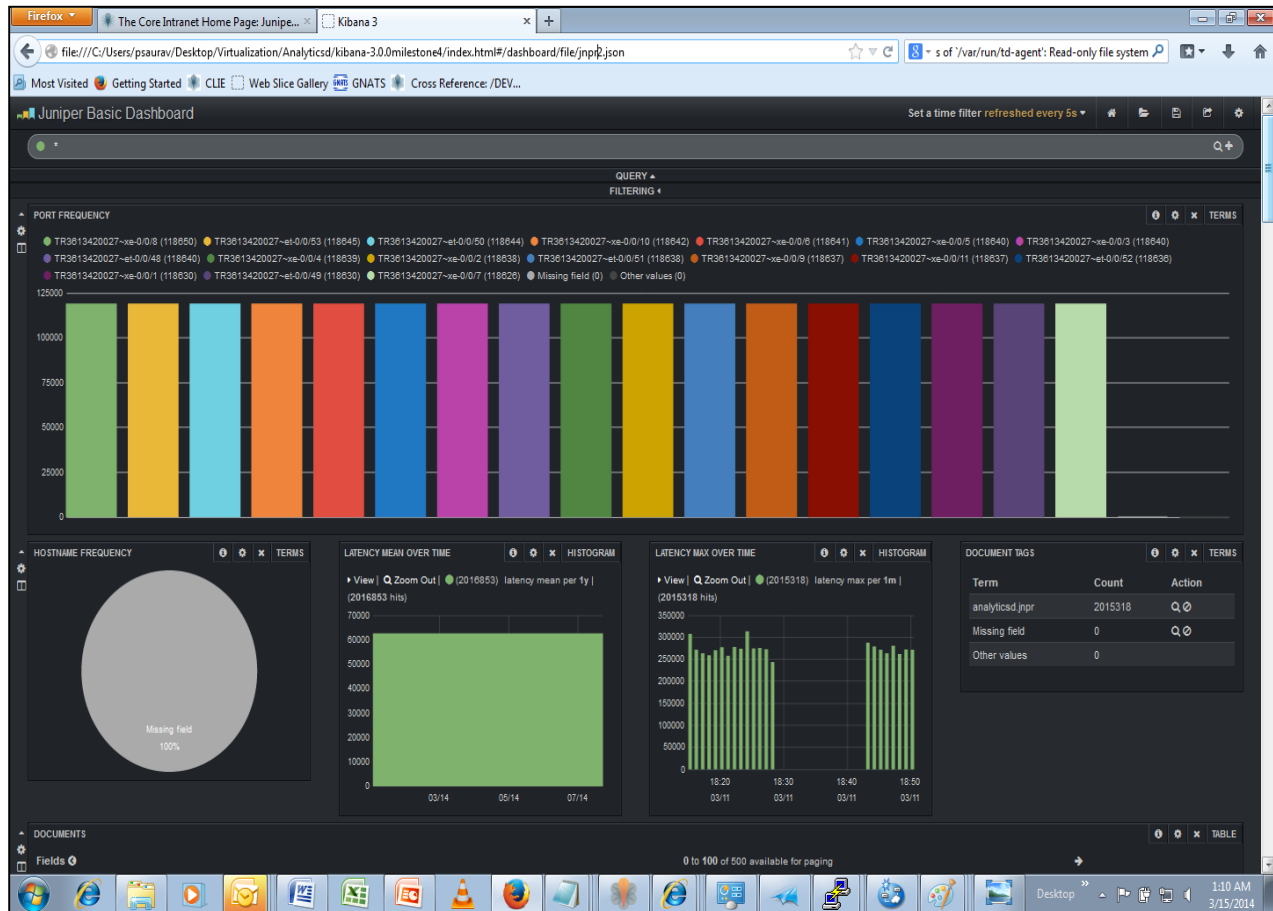 Firefox
The Core Intranet Home Page: Junipe...
Kibana 3
file:///C:/Users/psaurav/Desktop/Virtualization/Analyticsd/kibana-3.0.0milestone4/index.html#/dashboard/file/jnpr2.json
s of '/var/run/td-agent': Read-only file system
Most Visited Getting Started CLIE Web Slice Gallery GNATS Cross Reference: /DEV...
Juniper Basic Dashboard
Set a time filter refreshed every 5s
*
QUERY
FILTERING
PORT FREQUENCY
TERMS
TR3613420027~xe-0/0/8 (118650) TR3613420027~et-0/0/53 (118645) TR3613420027~et-0/0/50 (118644) TR3613420027~xe-0/0/10 (118642) TR3613420027~xe-0/0/6 (118641) TR3613420027~xe-0/0/5 (118640) TR3613420027~xe-0/0/3 (118640)
TR3613420027~et-0/0/48 (118640) TR3613420027~xe-0/0/4 (118639) TR3613420027~xe-0/0/2 (118638) TR3613420027~et-0/0/51 (118638) TR3613420027~xe-0/0/9 (118637) TR3613420027~xe-0/0/11 (118637) TR3613420027~et-0/0/52 (118636)
TR3613420027~xe-0/0/1 (118630) TR3613420027~et-0/0/49 (118630) TR3613420027~xe-0/0/7 (118626) Missing field (0) Other values (0)
125000
100000
75000
50000
25000
0
HOSTNAME FREQUENCY
TERMS
Missing field
100%
LATENCY MEAN OVER TIME
HISTOGRAM
View | Zoom Out | (2016853) latency mean per 1y |
(2016853 hits)
70000
60000
50000
40000
30000
20000
10000
0
03/14 05/14 07/14
LATENCY MAX OVER TIME
HISTOGRAM
View | Zoom Out | (2015318) latency max per 1m |
(2015318 hits)
350000
300000
250000
200000
150000
100000
50000
0
18:20 18:30 18:40 18:50
03/11 03/11 03/11 03/11
DOCUMENT TAGS
TERMS
Term Count Action
analyticsd.jnpr 2015318
Missing field 0
Other values 0
DOCUMENTS
TABLE
Fields
0 to 100 of 500 available for paging
Desktop
1:10 AM
3/15/2014